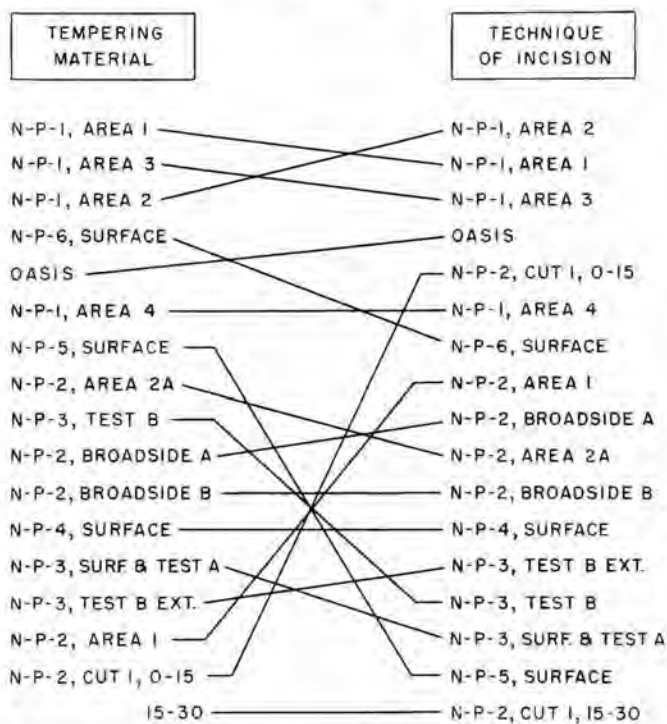 TEMPERING
MATERIAL
TECHNIQUE
OF INCISION
N-P-1, AREA 1
N-P-1, AREA 3
N-P-1, AREA 2
N-P-6, SURFACE
OASIS
N-P-1, AREA 4
N-P-5, SURFACE
N-P-2, AREA 2A
N-P-3, TEST B
N-P-2, BROADSIDE A
N-P-2, BROADSIDE B
N-P-4, SURFACE
N-P-3, SURF. & TEST A
N-P-3, TEST B EXT.
N-P-2, AREA 1
N-P-2, CUT 1, 0-15
15-30
N-P-1, AREA 2
N-P-1, AREA 1
N-P-1, AREA 3
OASIS
N-P-2, CUT 1, 0-15
N-P-1, AREA 4
N-P-6, SURFACE
N-P-2, AREA 1
N-P-2, BROADSIDE A
N-P-2, AREA 2A
N-P-2, BROADSIDE B
N-P-4, SURFACE
N-P-3, TEST B EXT.
N-P-3, TEST B
N-P-3, SURF. & TEST A
N-P-5, SURFACE
N-P-2, CUT 1, 15-30